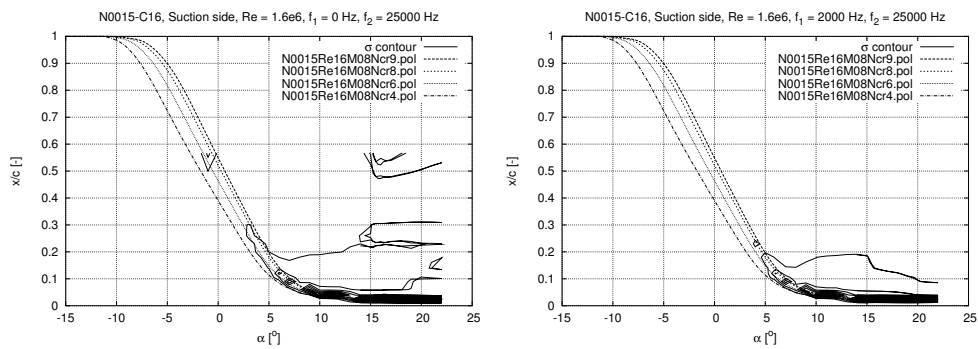 N0015-C16, Suction side, Re = 1.6e6, f1 = 0 Hz, f2 = 25000 Hz
σ contour
N0015Re16M08Ncr9.pol
N0015Re16M08Ncr8.pol
N0015Re16M08Ncr6.pol
N0015Re16M08Ncr4.pol
1
0.9
0.8
0.7
0.6
0.5
0.4
0.3
0.2
0.1
0
x/c [-]
-15 -10 -5 0 5 10 15 20 25
α [o]
N0015-C16, Suction side, Re = 1.6e6, f1 = 2000 Hz, f2 = 25000 Hz
σ contour
N0015Re16M08Ncr9.pol
N0015Re16M08Ncr8.pol
N0015Re16M08Ncr6.pol
N0015Re16M08Ncr4.pol
1
0.9
0.8
0.7
0.6
0.5
0.4
0.3
0.2
0.1
0
x/c [-]
-15 -10 -5 0 5 10 15 20 25
α [o]